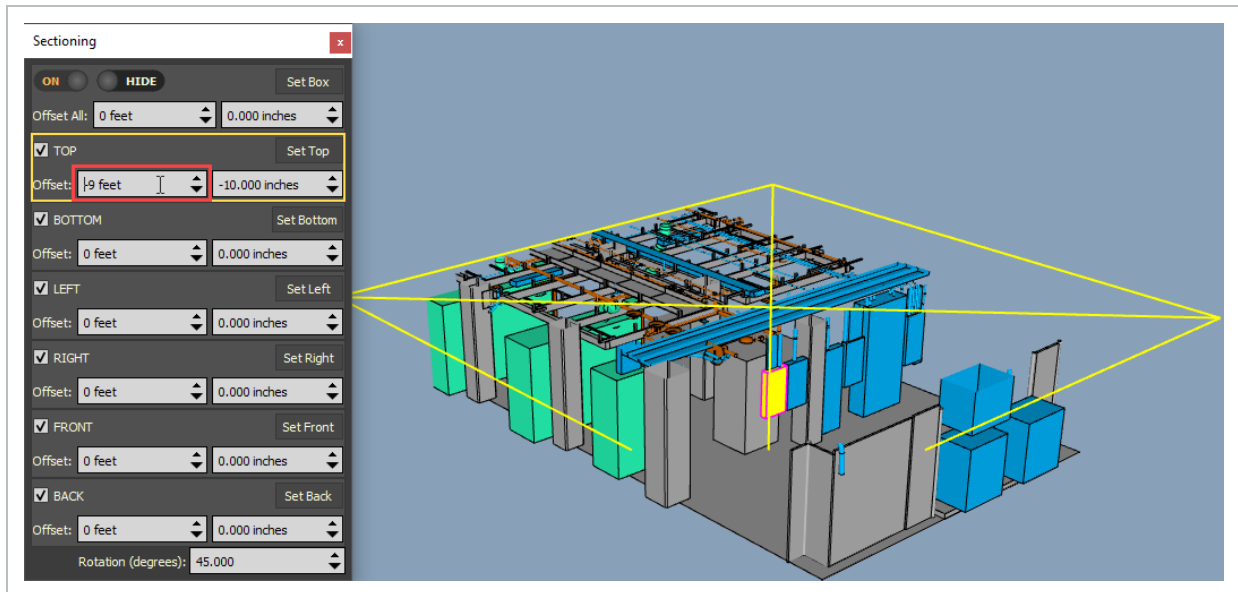 Sectioning x
ON HIDE Set Box
Offset All: 0 feet 0.000 inches
TOP Set Top
Offset: -9 feet -10.000 inches
BOTTOM Set Bottom
Offset: 0 feet 0.000 inches
LEFT Set Left
Offset: 0 feet 0.000 inches
RIGHT Set Right
Offset: 0 feet 0.000 inches
FRONT Set Front
Offset: 0 feet 0.000 inches
BACK Set Back
Offset: 0 feet 0.000 inches
Rotation (degrees): 45.000